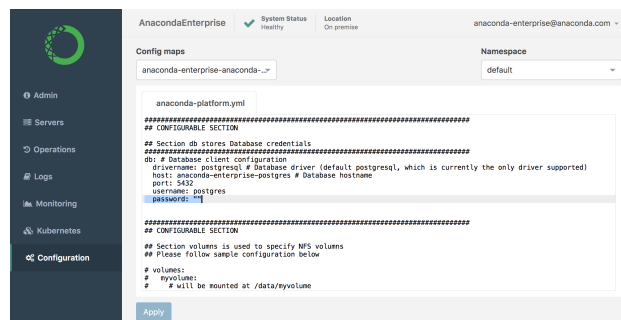 AnacondaEnterprise
System Status
Healthy
Location
On premise
anaconda-enterprise@anaconda.com
Config maps
Namespace
anaconda-enterprise-anaconda-...
default
Admin
Servers
Operations
Logs
Monitoring
Kubernetes
Configuration
anaconda-platform.yml
################################################################################
## CONFIGURABLE SECTION
## Section db stores Database credentials
################################################################################
db: # Database client configuration
drivername: postgresql # Database driver (default postgresql, which is currently the only driver supported)
host: anaconda-enterprise-postgres # Database hostname
port: 5432
username: postgres
password: ""
################################################################################
## CONFIGURABLE SECTION
## Section volumns is used to specify NFS volumns
## Please follow sample configuration below
# volumes:
# myvolume:
# # will be mounted at /data/myvolume
Apply